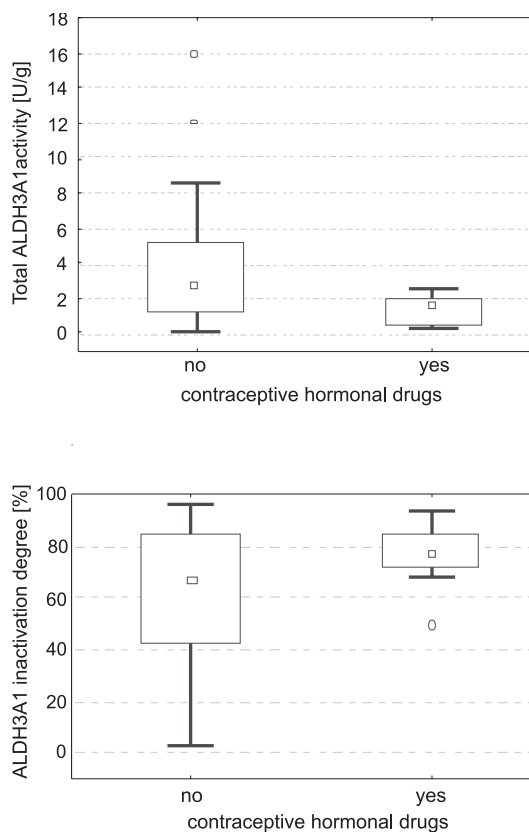 Total ALDH3A1activity [U/g]
18
16
14
12
10
8
6
4
2
0
no yes
contraceptive hormonal drugs
ALDH3A1 inactivation degree [%]
100
80
60
40
20
0
no yes
contraceptive hormonal drugs